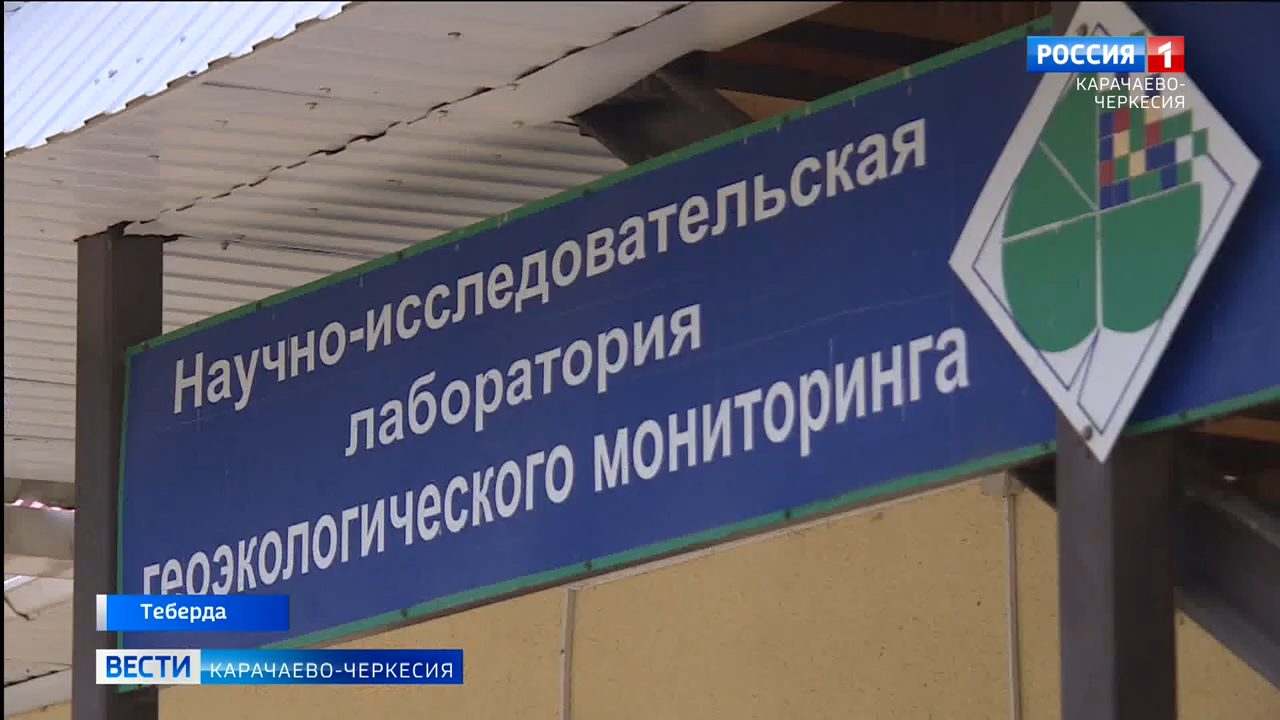 РОССИЯ 1
КАРАЧАЕВО-
ЧЕРКЕСИЯ
Научно-исследовательская
лаборатория
геоэкологического мониторинга
Теберда
ВЕСТИ КАРАЧАЕВО-ЧЕРКЕСИЯ